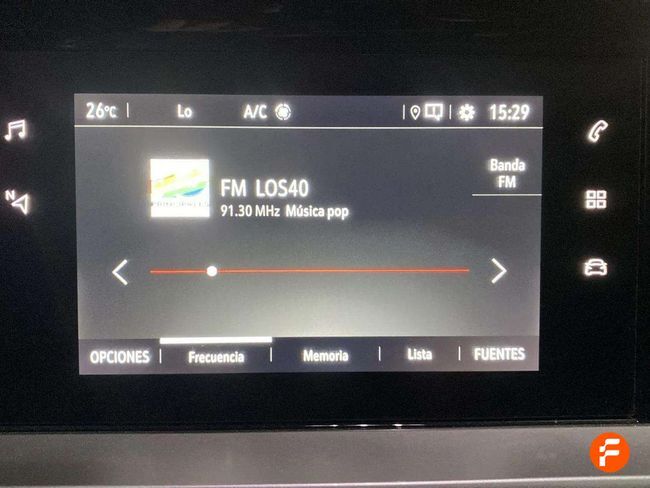 26°C Lo A/C 15:29
Banda
FM
FM LOS40
91.30 MHz Música pop
OPCIONES Frecuencia Memoria Lista FUENTES
N